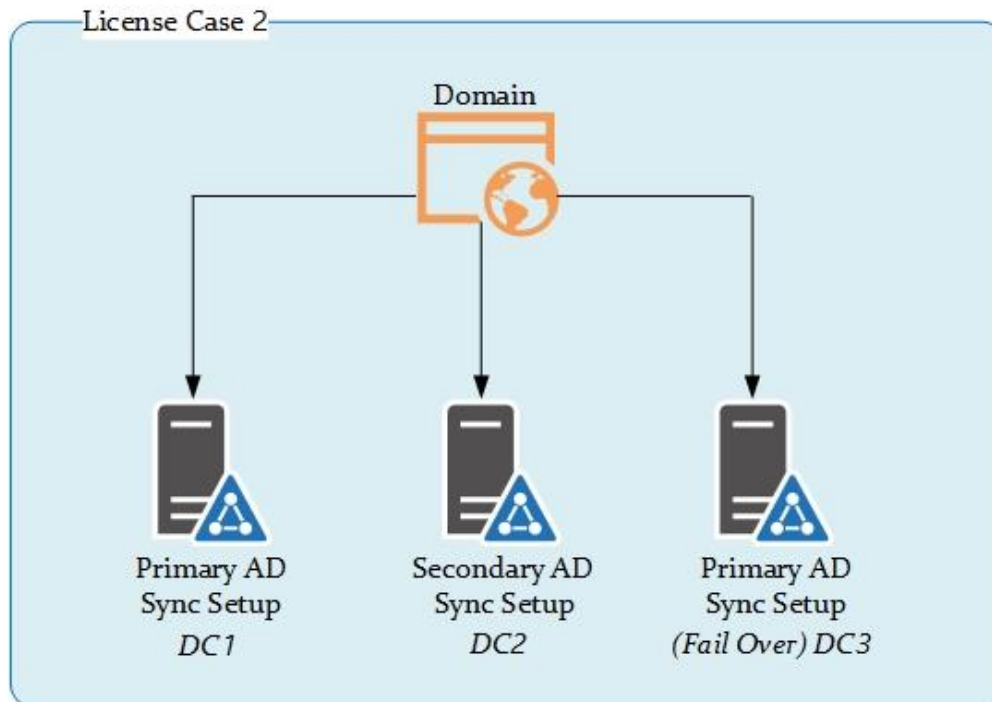 License Case 2
Domain
Primary AD
Sync Setup
DC1
Secondary AD
Sync Setup
DC2
Primary AD
Sync Setup
(Fail Over) DC3